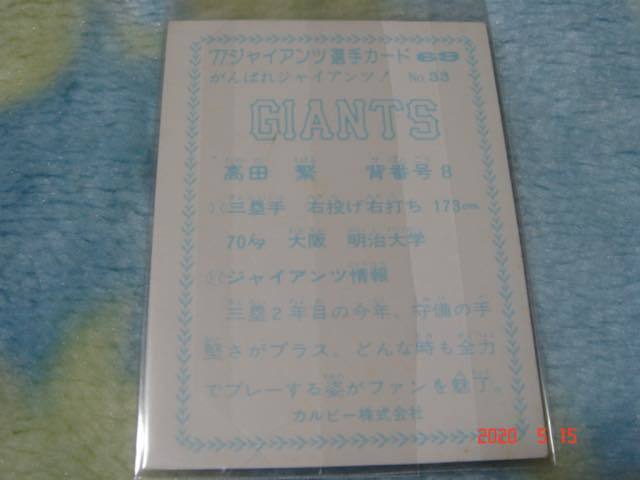 '77ジャイアンツ選手カード 69
がんばれジャイアンツ! No.33
GIANTS
高田 繁 背番号8
三塁手 右投げ右打ち 173cm
70kg 大阪 明治大学
ジャイアンツ情報
三塁2年目の今年、守備の手
堅さがプラス。どんな時も全力
でプレーする姿がファンを魅了。
カルビー株式会社
2020 5 15